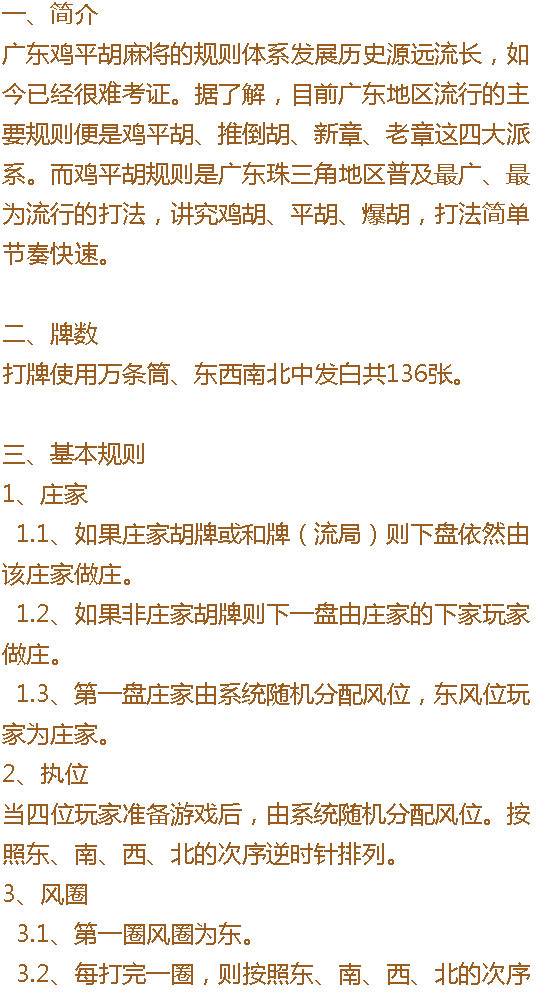 一、简介
广东鸡平胡麻将的规则体系发展历史源远流长，如
今已经很难考证。据了解，目前广东地区流行的主
要规则便是鸡平胡、推倒胡、新章、老章这四大派
系。而鸡平胡规则是广东珠三角地区普及最广、最
为流行的打法，讲究鸡胡、平胡、爆胡，打法简单
节奏快速。
二、牌数
打牌使用万条筒、东西南北中发白共136张。
三、基本规则
1、庄家
1.1、如果庄家胡牌或和牌（流局）则下盘依然由
该庄家做庄。
1.2、如果非庄家胡牌则下一盘由庄家的下家玩家
做庄。
1.3、第一盘庄家由系统随机分配风位，东风位玩
家为庄家。
2、执位
当四位玩家准备游戏后，由系统随机分配风位。按
照东、南、西、北的次序逆时针排列。
3、风圈
3.1、第一圈风圈为东。
3.2、每打完一圈，则按照东、南、西、北的次序